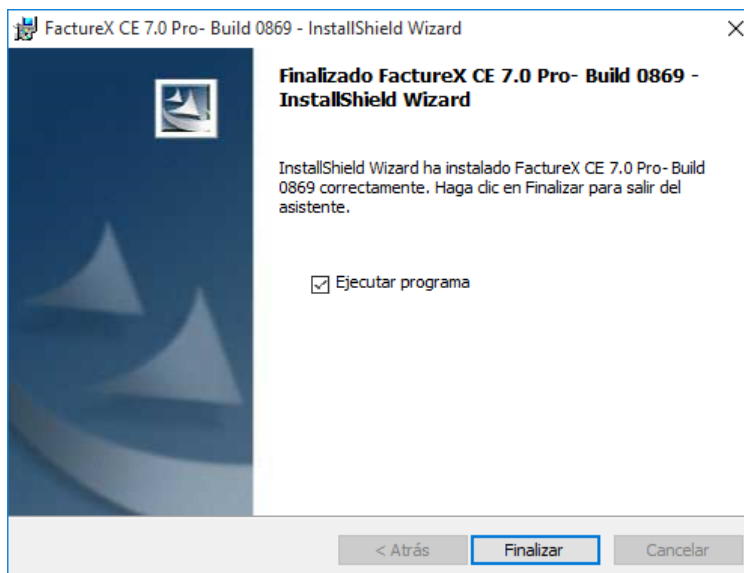 FactureX CE 7.0 Pro- Build 0869 - InstallShield Wizard
Finalizado FactureX CE 7.0 Pro- Build 0869 -
InstallShield Wizard
InstallShield Wizard ha instalado FactureX CE 7.0 Pro- Build
0869 correctamente. Haga clic en Finalizar para salir del
asistente.
Ejecutar programa
< Atrás
Finalizar
Cancelar